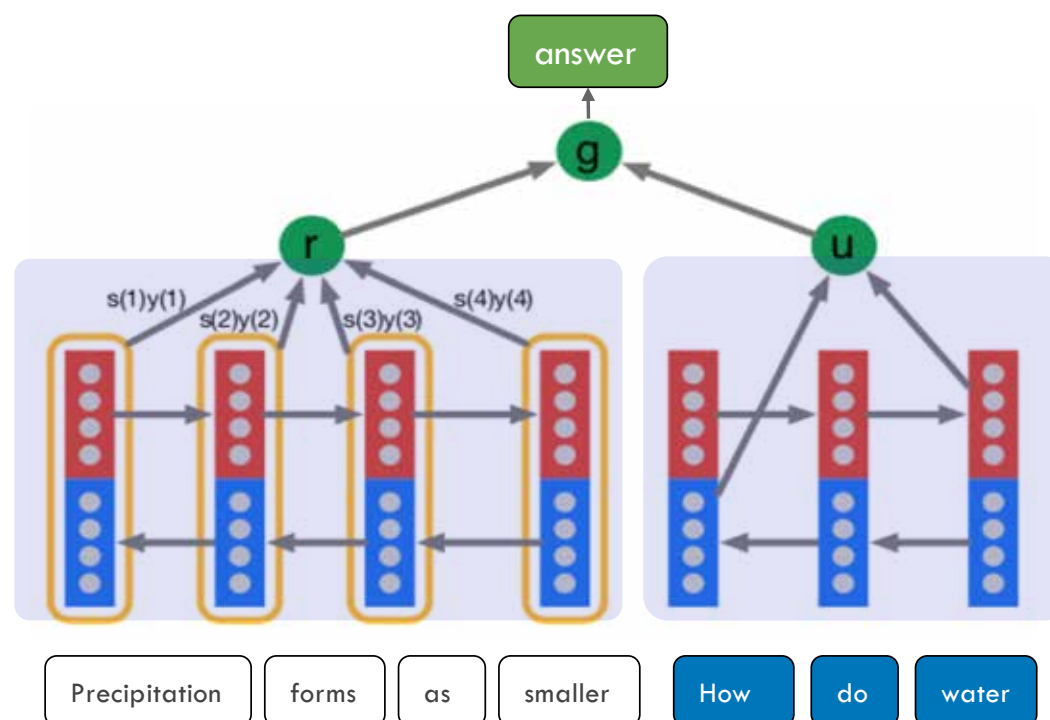 answer
g
r
u
s(1)y(1)
s(2)y(2)
s(3)y(3)
s(4)y(4)
Precipitation forms as smaller How do water